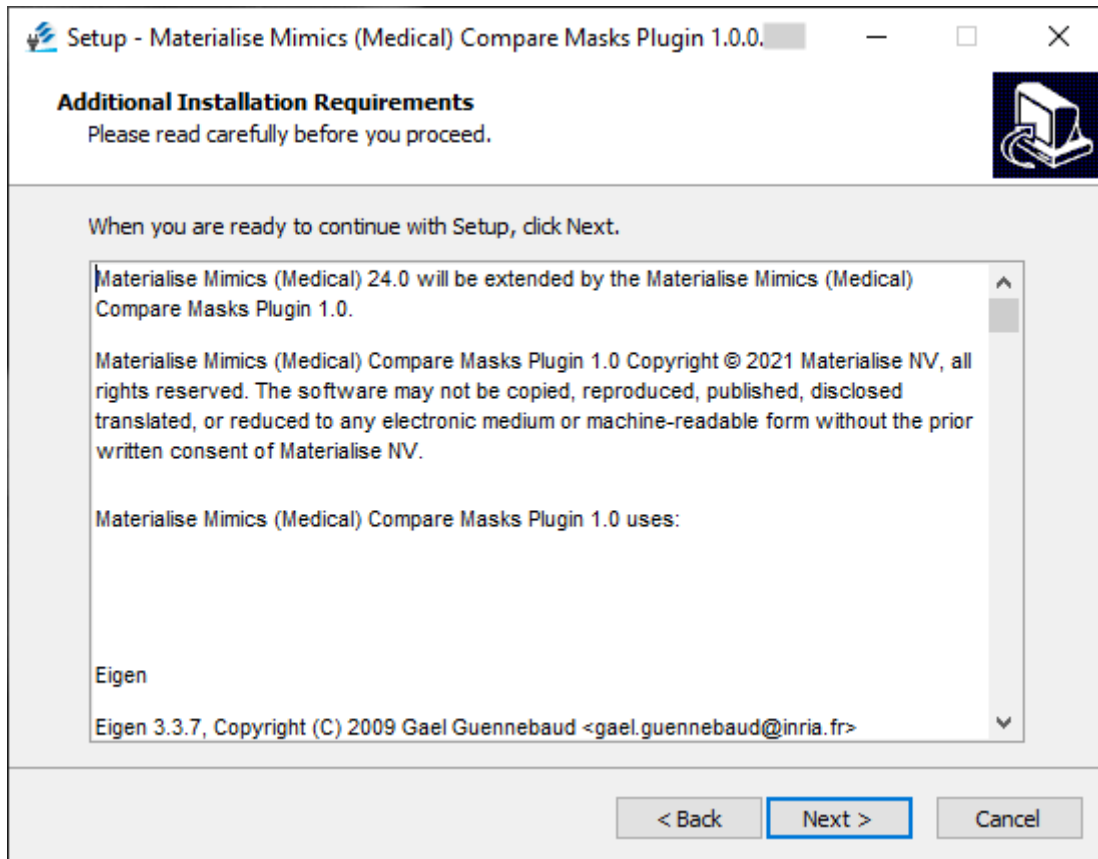 Setup - Materialise Mimics (Medical) Compare Masks Plugin 1.0.0.
Additional Installation Requirements
Please read carefully before you proceed.
When you are ready to continue with Setup, click Next.
Materialise Mimics (Medical) 24.0 will be extended by the Materialise Mimics (Medical)
Compare Masks Plugin 1.0.
Materialise Mimics (Medical) Compare Masks Plugin 1.0 Copyright © 2021 Materialise NV, all
rights reserved. The software may not be copied, reproduced, published, disclosed
translated, or reduced to any electronic medium or machine-readable form without the prior
written consent of Materialise NV.
Materialise Mimics (Medical) Compare Masks Plugin 1.0 uses:
Eigen
Eigen 3.3.7, Copyright (C) 2009 Gael Guennebaud <gael.guennebaud@inria.fr>
< Back
Next >
Cancel